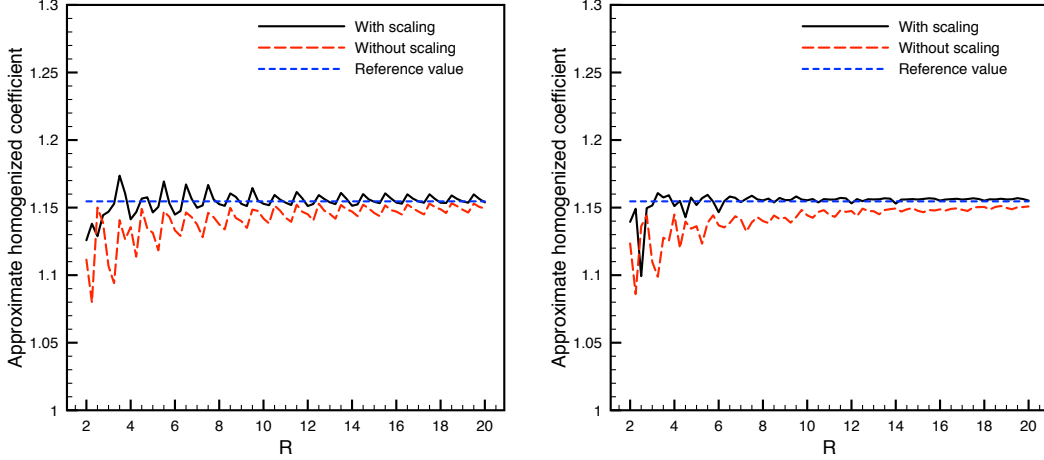 1.3
With scaling
Without scaling
Reference value
1.25
1.2
1.15
1.1
1.05
1
Approximate homogenized coefficient
2 4 6 8 10 12 14 16 18 20
R
1.3
With scaling
Without scaling
Reference value
1.25
1.2
1.15
1.1
1.05
1
Approximate homogenized coefficient
2 4 6 8 10 12 14 16 18 20
R